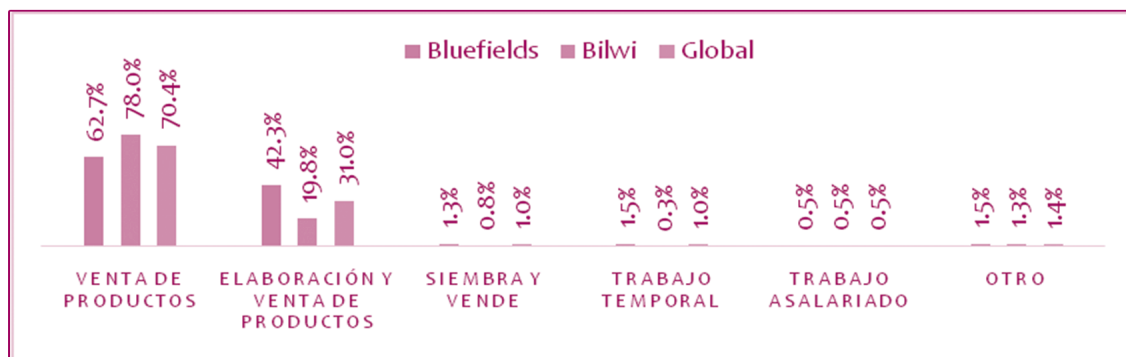 Bluefields Bilwi Global
62.7% 78.0% 70.4%
42.3% 19.8% 31.0%
1.3% 0.8% 1.0%
1.5% 0.3% 1.0%
0.5% 0.5% 0.5%
1.5% 1.3% 1.4%
VENTA DE
PRODUCTOS
ELABORACIÓN Y
VENTA DE
PRODUCTOS
SIEMBRA Y
VENDE
TRABAJO
TEMPORAL
TRABAJO
ASALARIADO
OTRO